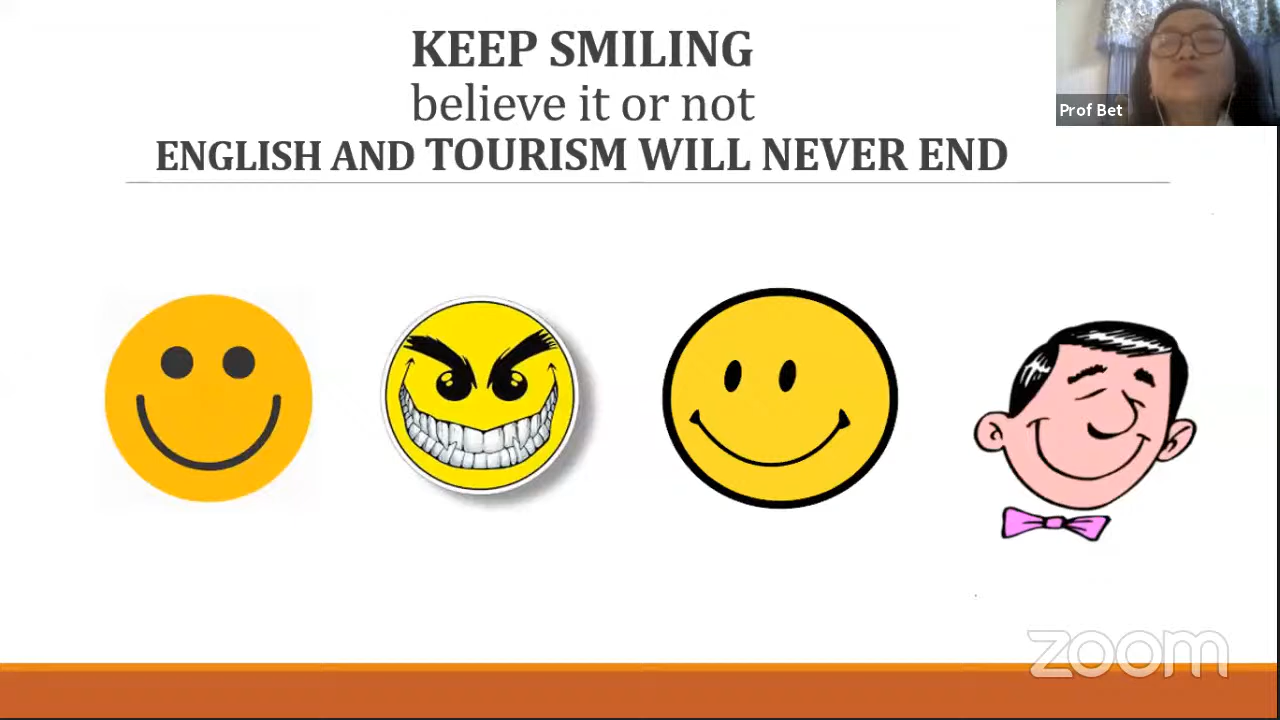 KEEP SMILING
believe it or not
ENGLISH AND TOURISM WILL NEVER END
Prof Bet
zoom